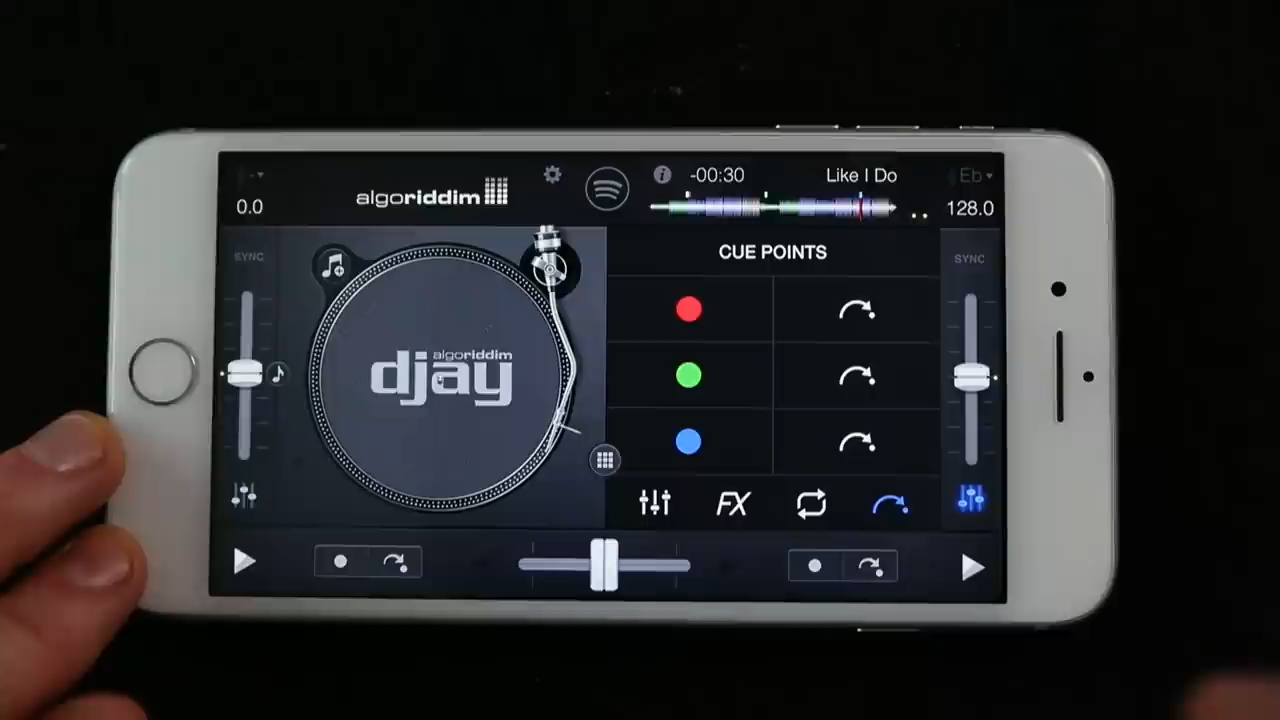 algoriddim
-00:30
Like I Do
Eb
0.0
128.0
SYNC
CUE POINTS
SYNC
algoriddim
djay
FX